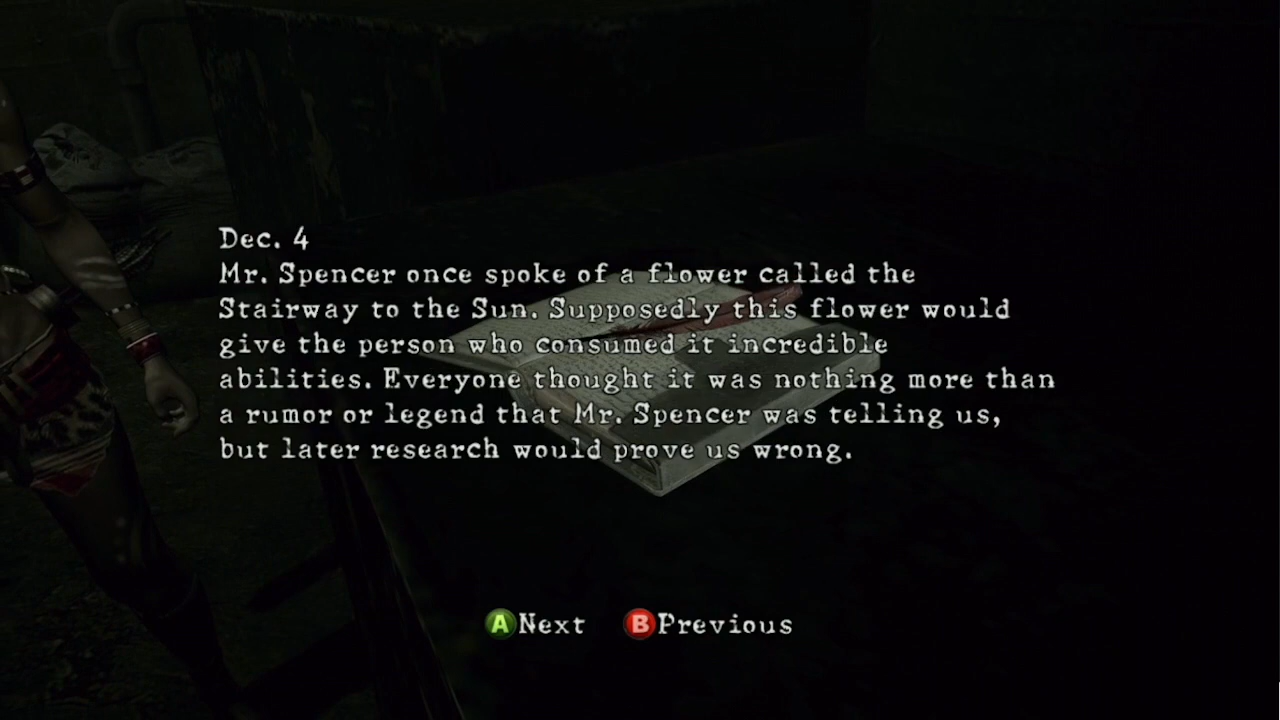 Dec. 4
Mr. Spencer once spoke of a flower called the
Stairway to the Sun. Supposedly this flower would
give the person who consumed it incredible
abilities. Everyone thought it was nothing more than
a rumor or legend that Mr. Spencer was telling us,
but later research would prove us wrong.
A Next B Previous